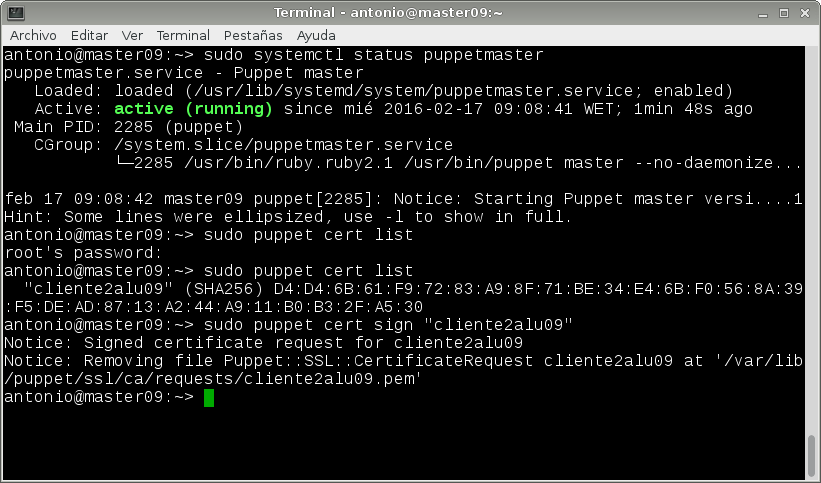 Terminal - antonio@master09:~
Archivo Editar Ver Terminal Pestañas Ayuda
antonio@master09:~> sudo systemctl status puppetmaster
puppetmaster.service - Puppet master
   Loaded: loaded (/usr/lib/systemd/system/puppetmaster.service; enabled)
   Active: active (running) since mié 2016-02-17 09:08:41 WET; 1min 48s ago
 Main PID: 2285 (puppet)
   CGroup: /system.slice/puppetmaster.service
           └─2285 /usr/bin/ruby.ruby2.1 /usr/bin/puppet master --no-daemonize...

feb 17 09:08:42 master09 puppet[2285]: Notice: Starting Puppet master versi....1
Hint: Some lines were ellipsized, use -l to show in full.
antonio@master09:~> sudo puppet cert list
root's password:
antonio@master09:~> sudo puppet cert list
  "cliente2alu09" (SHA256) D4:D4:6B:61:F9:72:83:A9:8F:71:BE:34:E4:6B:F0:56:8A:39
:F5:DE:AD:87:13:A2:44:A9:11:B0:B3:2F:A5:30
antonio@master09:~> sudo puppet cert sign "cliente2alu09"
Notice: Signed certificate request for cliente2alu09
Notice: Removing file Puppet::SSL::CertificateRequest cliente2alu09 at '/var/lib
/puppet/ssl/ca/requests/cliente2alu09.pem'
antonio@master09:~>